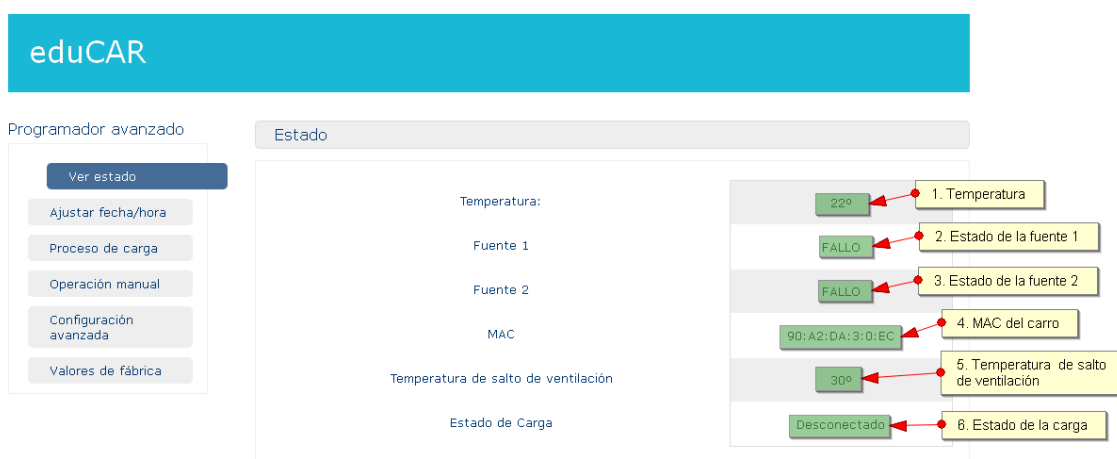 eduCAR
Programador avanzado
Ver estado
Ajustar fecha/hora
Proceso de carga
Operación manual
Configuración
avanzada
Valores de fábrica
Estado
Temperatura:
22º
1. Temperatura
Fuente 1
FALLO
2. Estado de la fuente 1
Fuente 2
FALLO
3. Estado de la fuente 2
MAC
90:A2:DA:3:0:EC
4. MAC del carro
Temperatura de salto de ventilación
30º
5. Temperatura de salto
de ventilación
Estado de Carga
Desconectado
6. Estado de la carga